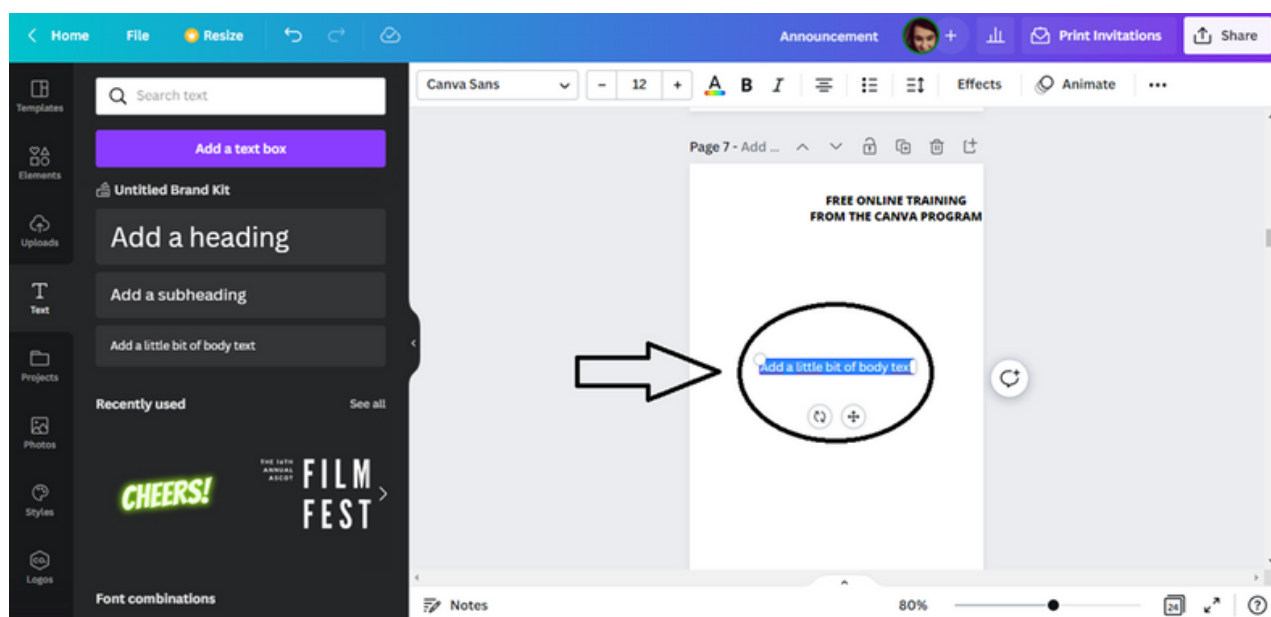 Home File Resize Announcement + Print Invitations Share
Templates
Elements
Uploads
Text
Projects
Photos
Styles
CO.
Logos
Search text
Add a text box
Untitled Brand Kit
Add a heading
Add a subheading
Add a little bit of body text
Recently used See all
CHEERS!
THE 16TH
ANNUAL
ASCOT
FILM
FEST
Font combinations
Canva Sans - 12 + A B I Effects Animate ...
Page 7 - Add ...
FREE ONLINE TRAINING
FROM THE CANVA PROGRAM
Add a little bit of body text
Notes 80% 24 ?